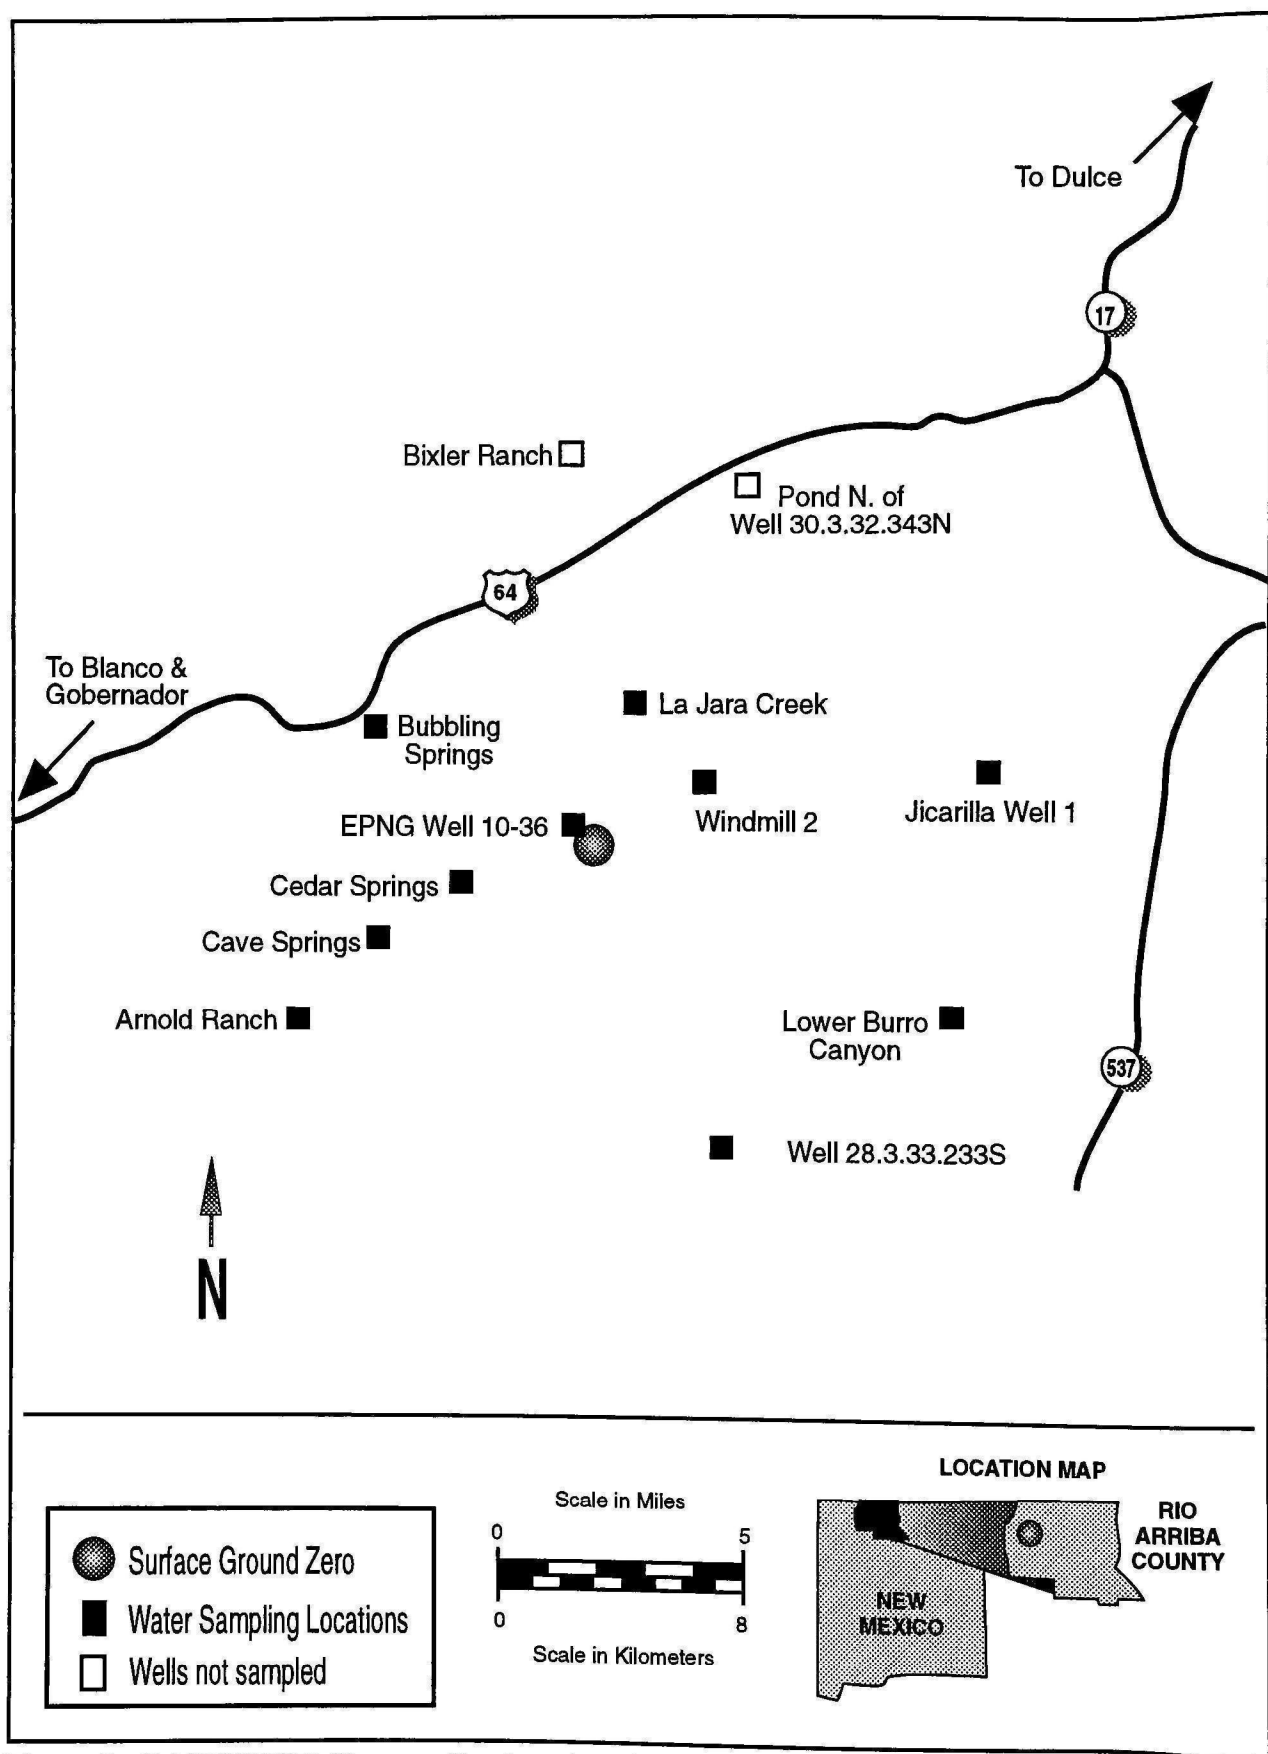 To Dulce
17
Bixler Ranch
Pond N. of
Well 30.3.32.343N
64
To Blanco &
Gobernador
La Jara Creek
Bubbling
Springs
Jicarilla Well 1
Windmill 2
EPNG Well 10-36
Cedar Springs
Cave Springs
Arnold Ranch
Lower Burro
Canyon
537
Well 28.3.33.233S
N
LOCATION MAP
Scale in Miles
0 5
0 8
Scale in Kilometers
RIO
ARRIBA
COUNTY
NEW
MEXICO
Surface Ground Zero
Water Sampling Locations
Wells not sampled